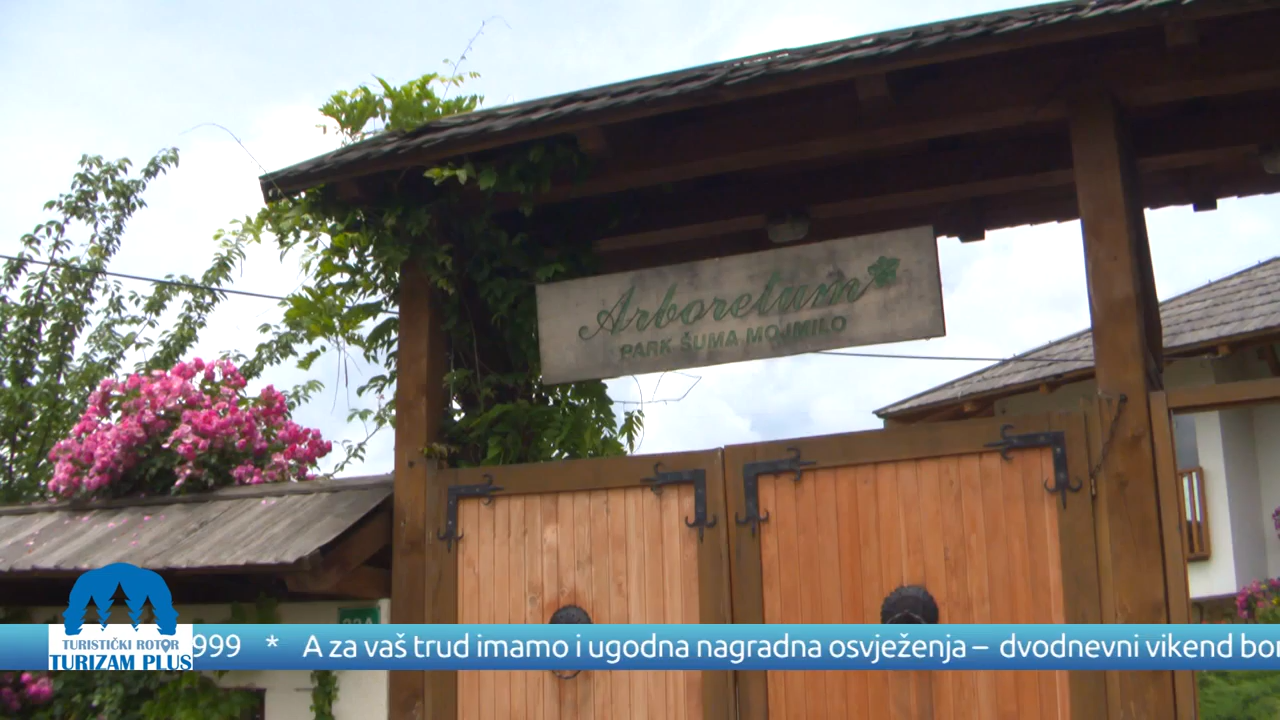 Arboretum
PARK ŠUMA MOJMILO
22A
TURISTIČKI ROTOR
TURIZAM PLUS
999 * A za vaš trud imamo i ugodna nagradna osvježenja – dvodnevni vikend bor